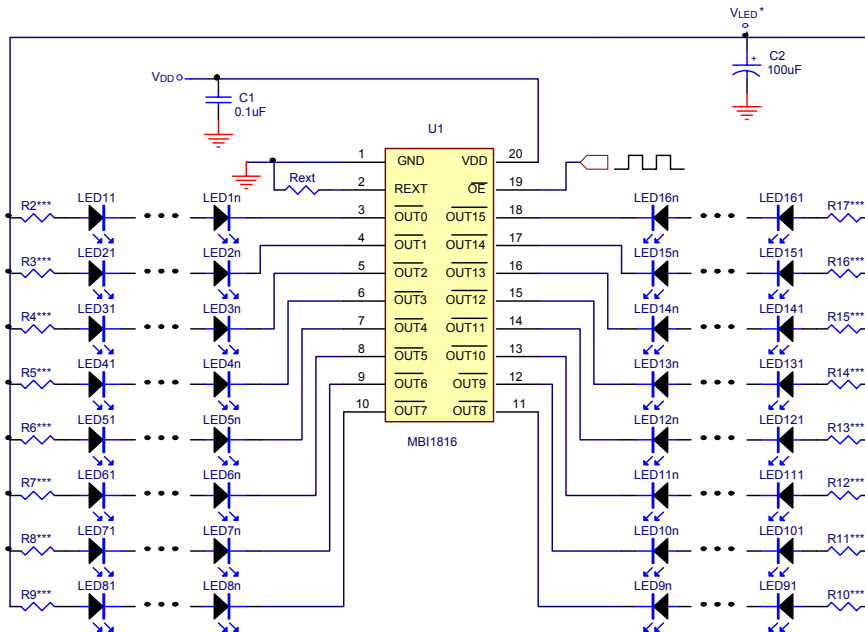 VLED*
C2
100uF
VDD
C1
0.1uF
U1
1 GND VDD 20
Rext
2 REXT OE 19
R2*** LED11 LED1n 3 OUT0 OUT15 18 LED16n LED161 R17***
4 OUT1 OUT14 17
R3*** LED21 LED2n 5 OUT2 OUT13 16 LED15n LED151 R16***
6 OUT3 OUT12 15
R4*** LED31 LED3n 7 OUT4 OUT11 14 LED14n LED141 R15***
8 OUT5 OUT10 13
R5*** LED41 LED4n 9 OUT6 OUT9 12 LED13n LED131 R14***
10 OUT7 OUT8 11
R6*** LED51 LED5n MBI1816 LED12n LED121 R13***
R7*** LED61 LED6n LED11n LED111 R12***
R8*** LED71 LED7n LED10n LED101 R11***
R9*** LED81 LED8n LED9n LED91 R10***